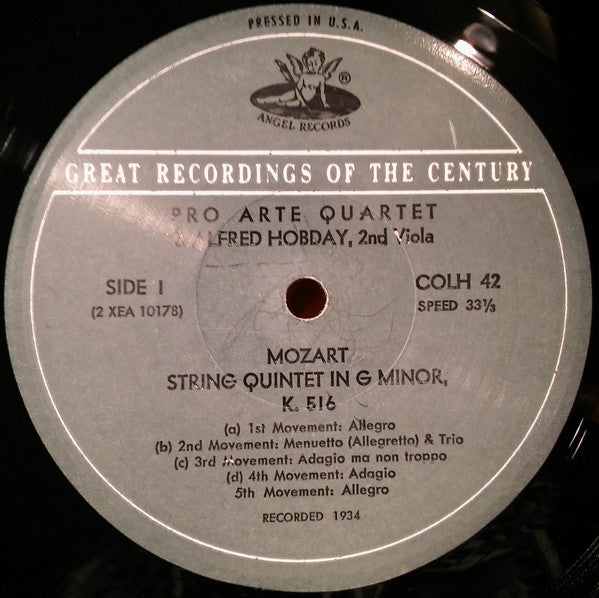 PRESSED IN U.S.A.
®
ANGEL RECORDS
GREAT RECORDINGS OF THE CENTURY
PRO ARTE QUARTET
& ALFRED HOBDAY, 2nd Viola
SIDE 1
COLH 42
(2 XEA 10178)
SPEED 33⅓
MOZART
STRING QUINTET IN G MINOR,
K. 516
(a) 1st Movement: Allegro
(b) 2nd Movement: Menuetto (Allegretto) & Trio
(c) 3rd Movement: Adagio ma non troppo
(d) 4th Movement: Adagio
5th Movement: Allegro
RECORDED 1934